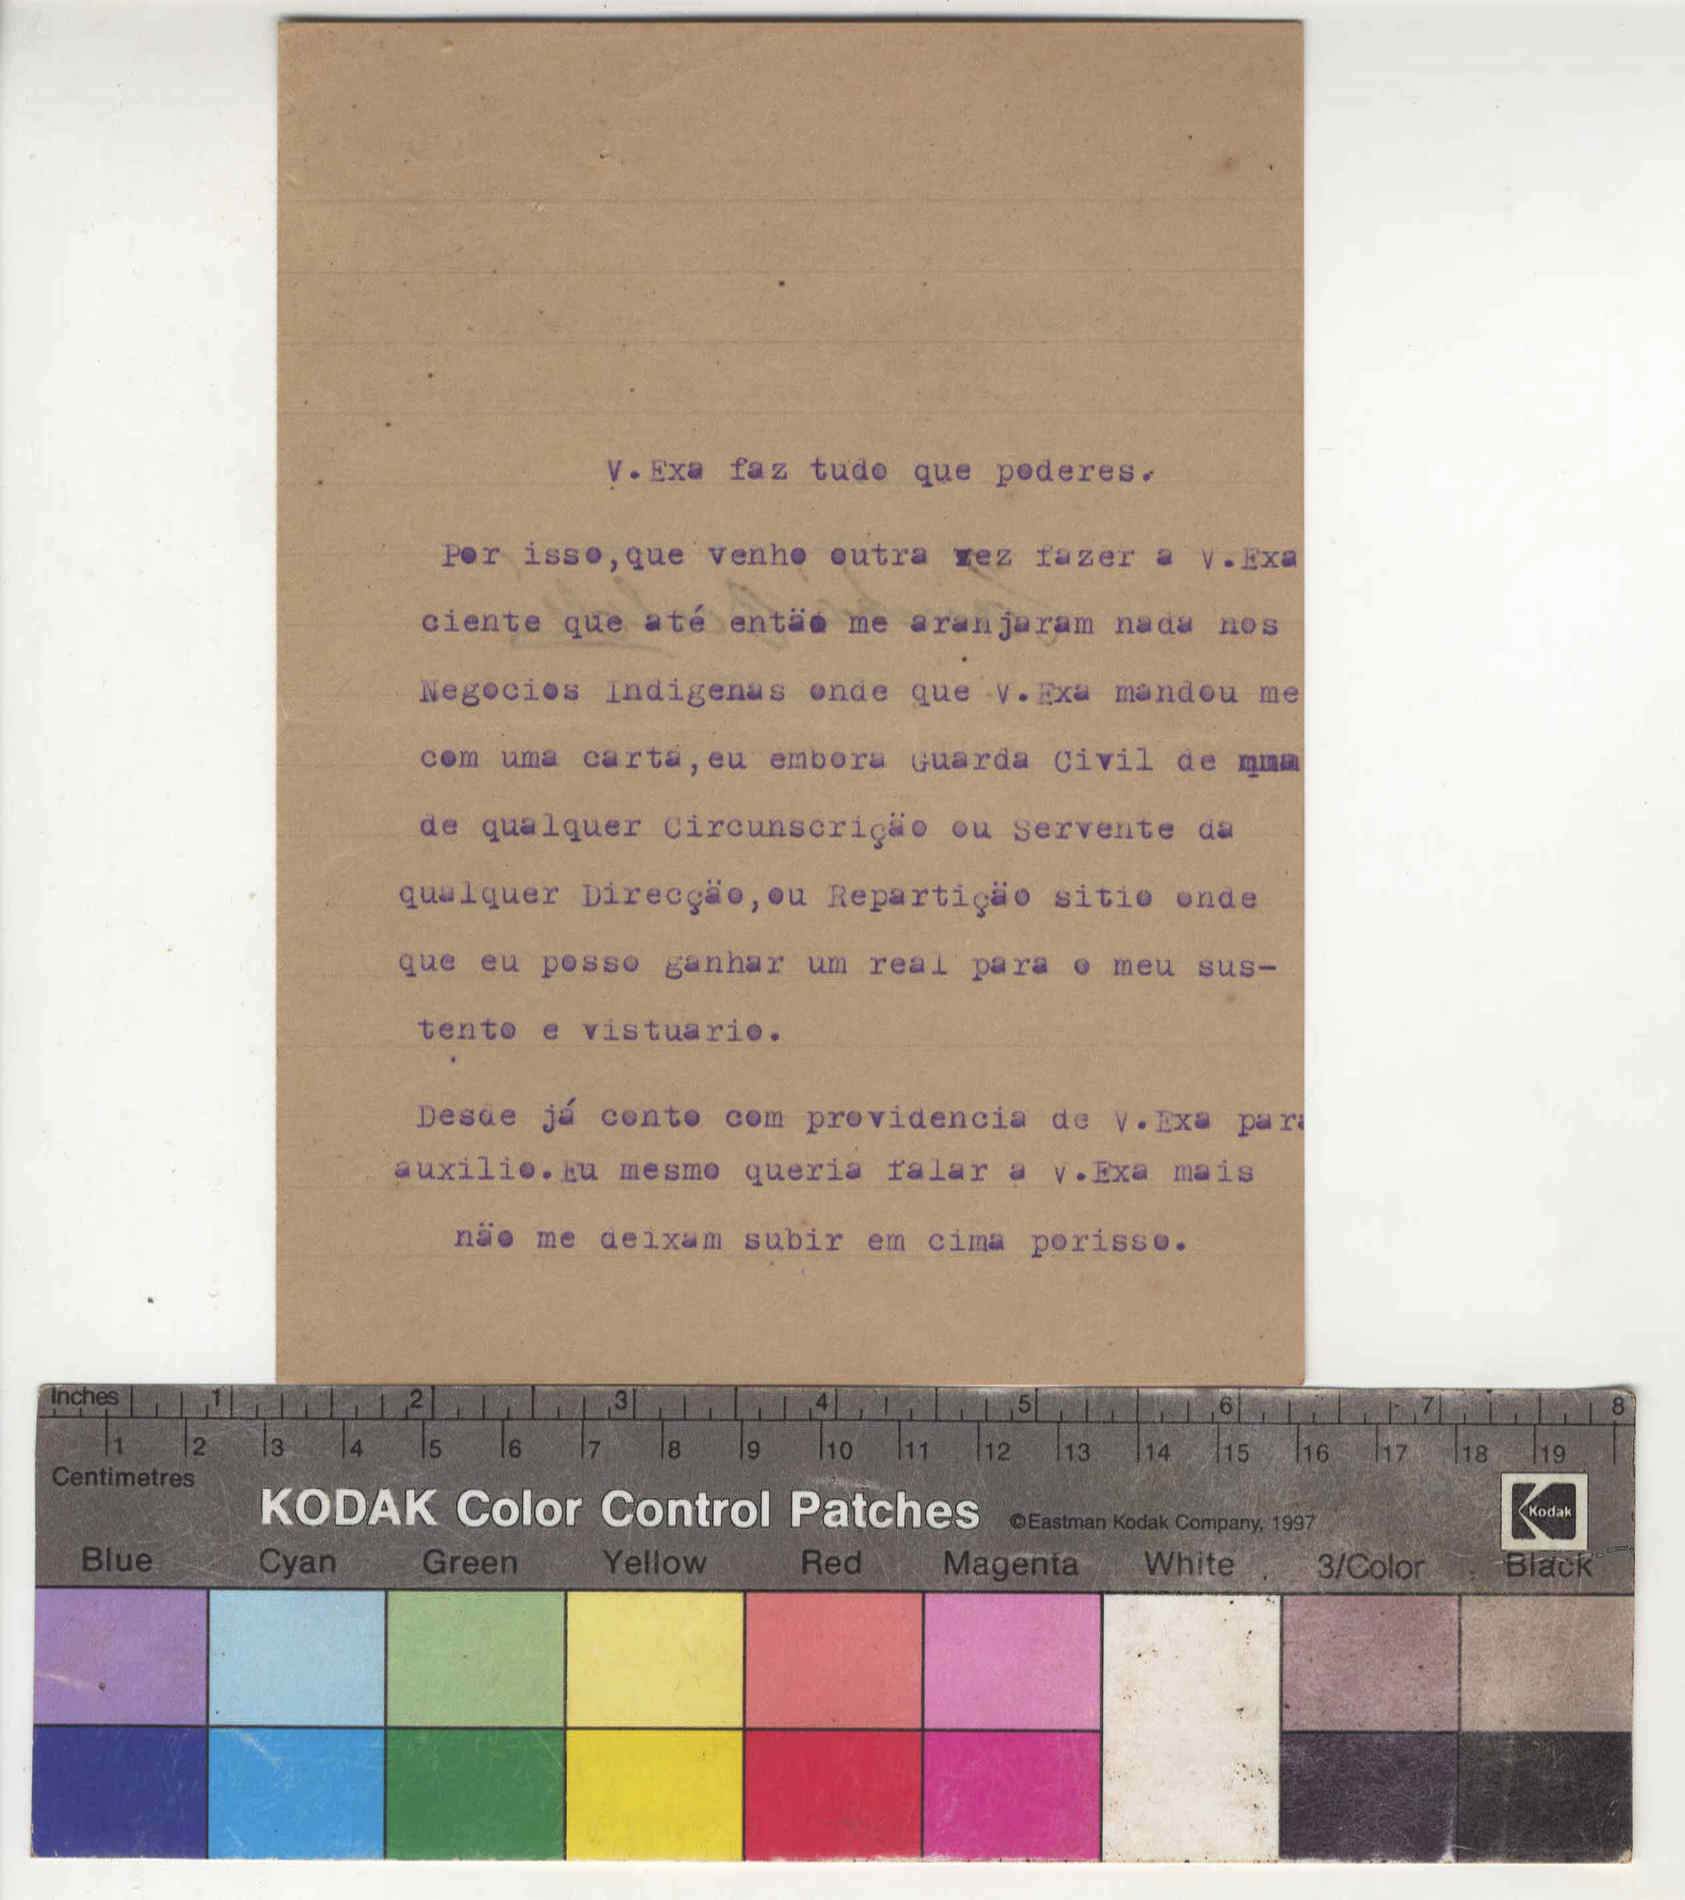 V.Exa faz tudo que poderes.
Por isso,que venho outra vez fazer a V.Exa
ciente que até entäo me aranjaram nada nos
Negocios Indigenas onde que V.Exa mandou me
com uma carta,eu embora Guarda Civil de
de qualquer Circunscriçäo ou Servente da
qualquer Direcçäo,ou Repartiçäo sitio onde
que eu posso ganhar um real para o meu sus-
tento e vistuario.
Desde já conto com providencia de V.Exa para
auxilio.Eu mesmo queria falar a V.Exa mais
näo me deixam subir em cima porisso.
Inches 1 2 3 4 5 6 7 8
1 2 3 4 5 6 7 8 9 10 11 12 13 14 15 16 17 18 19
Centimetres
KODAK Color Control Patches ©Eastman Kodak Company, 1997 Kodak
Blue Cyan Green Yellow Red Magenta White 3/Color Black